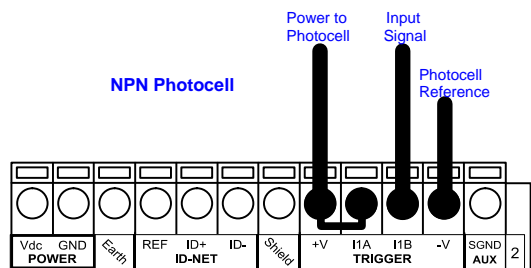 Power to
Photocell
Input
Signal
Photocell
Reference
NPN Photocell
Vdc GND Earth REF ID+ ID- Shield +V I1A I1B -V SGND
POWER ID-NET TRIGGER AUX
2